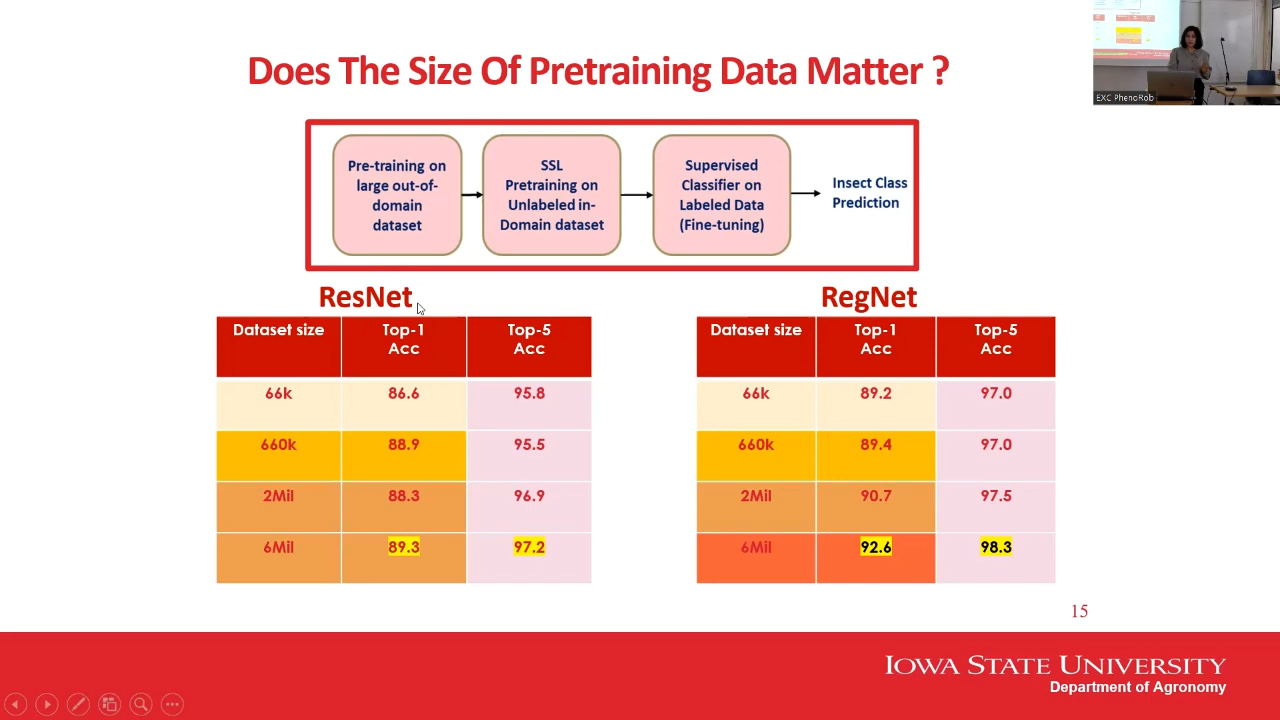 Does The Size Of Pretraining Data Matter ?
EXC PhenoRob
Pre-training on
large out-of-
domain
dataset
SSL
Pretraining on
Unlabeled in-
Domain dataset
Supervised
Classifier on
Labeled Data
(Fine-tuning)
Insect Class
Prediction
ResNet
Dataset size Top-1 Acc Top-5 Acc
66k 86.6 95.8
660k 88.9 95.5
2Mil 88.3 96.9
6Mil 89.3 97.2
RegNet
Dataset size Top-1 Acc Top-5 Acc
66k 89.2 97.0
660k 89.4 97.0
2Mil 90.7 97.5
6Mil 92.6 98.3
15
IOWA STATE UNIVERSITY
Department of Agronomy